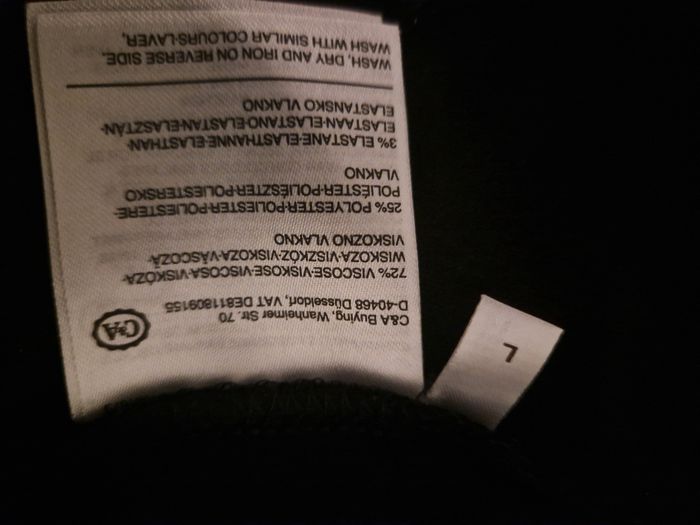 C&A
C&A Buying, Wanheimer Str. 70
D-40468 Düsseldorf, VAT DE811809155
72% VISCOSE-VISKOSE-VISCOSA-VISKÓZA-
WISKOZA-VISZKÓZ-VISKOZA-VÂSCOZÂ
VISKOZNO VLAKNO
25% POLYESTER-POLIESTER-POLIESTERE-
POLIÉSTER-POLIÉSZTER-POLIESTERSKO
VLAKNO
3% ELASTANE-ELASTHANNE-ELASTHAN-
ELASTAAN-ELASTANO-ELASTAN-ELASZTÁN-
ELASTANSKO VLAKNO
WASH, DRY AND IRON ON REVERSE SIDE.
WASH WITH SIMILAR COLOURS-LAVER,
L